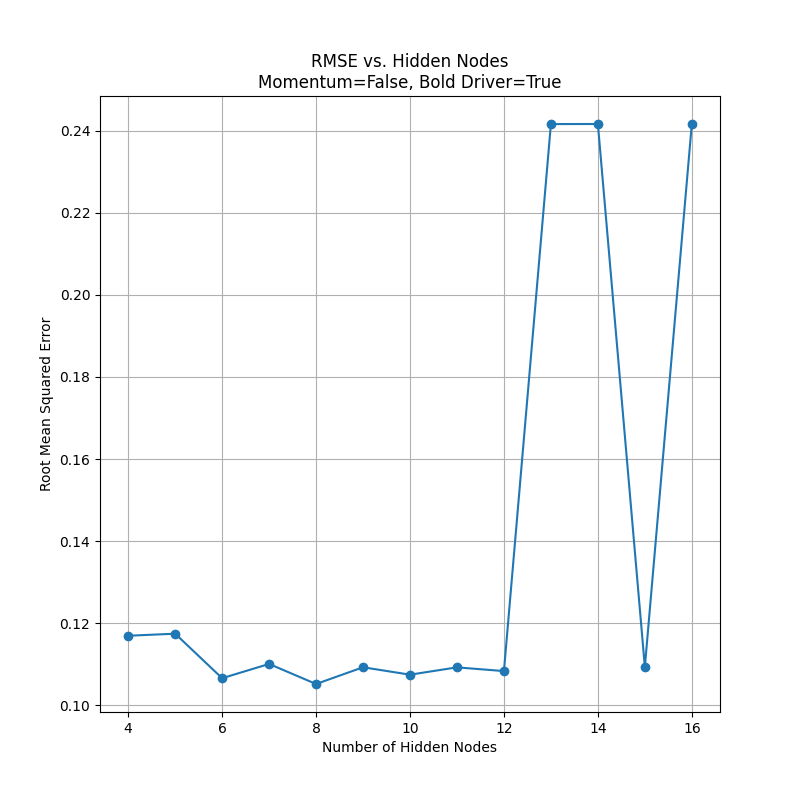 RMSE vs. Hidden Nodes
Momentum=False, Bold Driver=True
Root Mean Squared Error
0.24
0.22
0.20
0.18
0.16
0.14
0.12
0.10
4 6 8 10 12 14 16
Number of Hidden Nodes